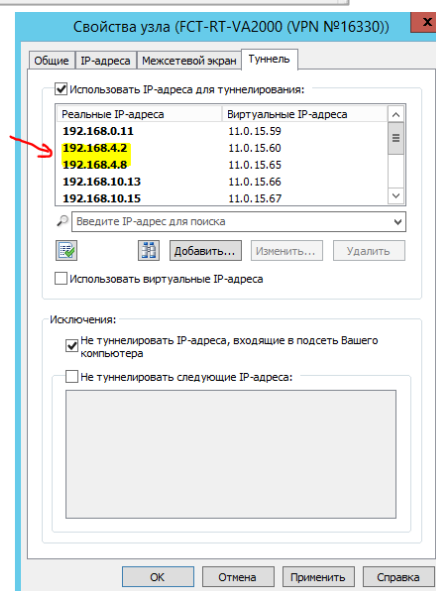 Свойства узла (FCT-RT-VA2000 (VPN №16330))
x
Общие IP-адреса Межсетевой экран Туннель
Использовать IP-адреса для туннелирования:
Реальные IP-адреса Виртуальные IP-адреса
192.168.0.11 11.0.15.59
192.168.4.2 11.0.15.60
192.168.4.8 11.0.15.65
192.168.10.13 11.0.15.66
192.168.10.15 11.0.15.67
Введите IP-адрес для поиска
Добавить... Изменить... Удалить
Использовать виртуальные IP-адреса
Исключения:
Не туннелировать IP-адреса, входящие в подсеть Вашего
компьютера
Не туннелировать следующие IP-адреса:
OK Отмена Применить Справка